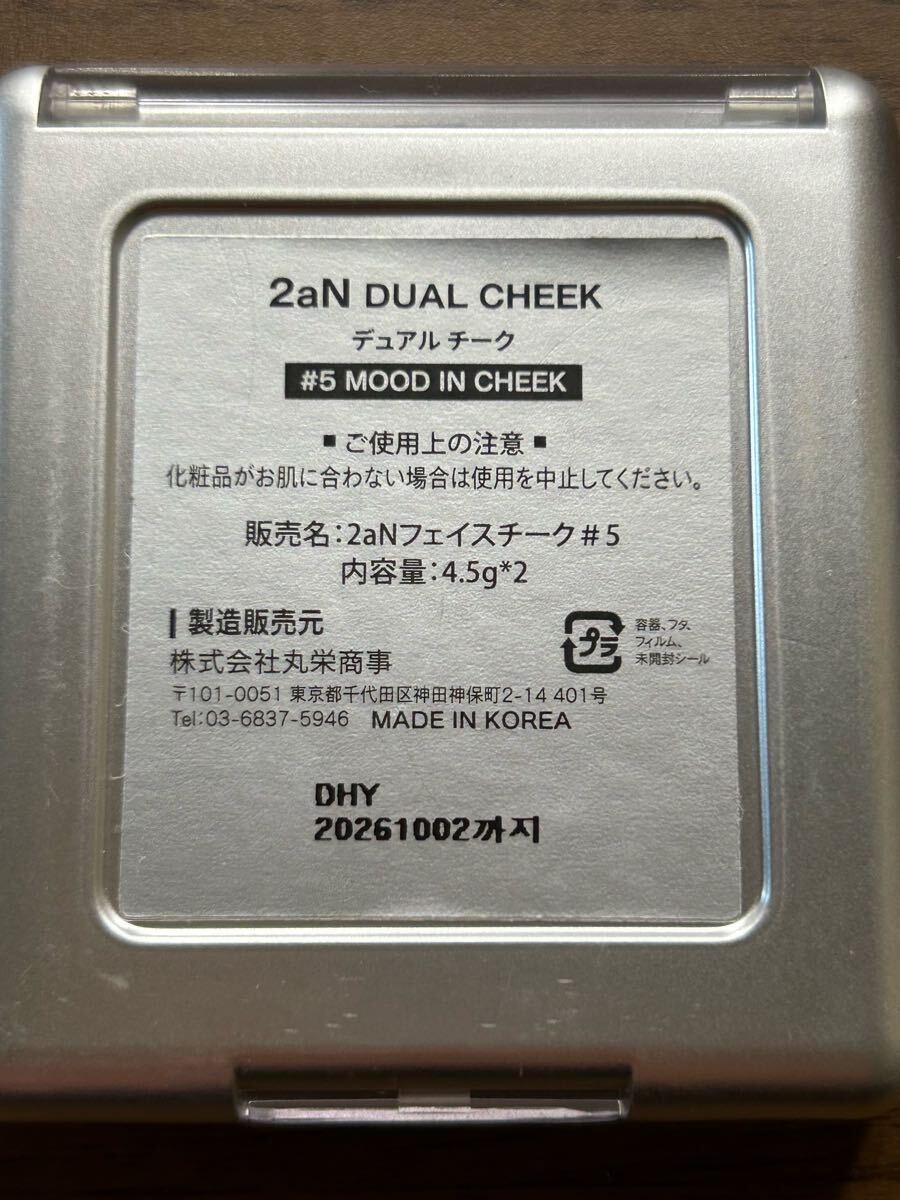 2aN DUAL CHEEK
デュアル チーク
#5 MOOD IN CHEEK
▪ご使用上の注意▪
化粧品がお肌に合わない場合は使用を中止してください。
販売名:2aNフェイスチーク#5
内容量:4.5g*2
製造販売元
株式会社丸栄商事
〒101-0051 東京都千代田区神田神保町2-14 401号
Tel:03-6837-5946 MADE IN KOREA
プラ
容器、フタ、
フィルム、
未開封シール
DHY
20261002까지